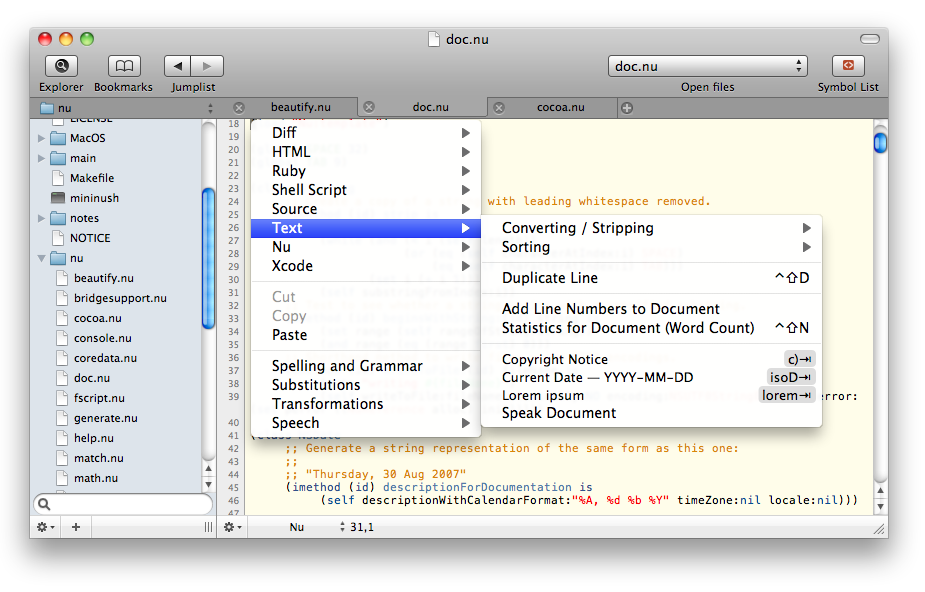 doc.nu
doc.nu
Explorer Bookmarks Jumplist Open files Symbol List
nu beautify.nu doc.nu cocoa.nu
LICENSE
MacOS
main
Makefile
mininush
notes
NOTICE
nu
beautify.nu
bridgesupport.nu
cocoa.nu
console.nu
coredata.nu
doc.nu
fscript.nu
generate.nu
help.nu
match.nu
math.nu
18
19
20
21
22
23
24 with leading whitespace removed.
25
26
27
28
29
30
31
32
33
34
35
36
37
38
39 error:
40
41
42 ;; Generate a string representation of the same form as this one:
43 ;;
44 ;; "Thursday, 30 Aug 2007"
45 (imethod (id) descriptionForDocumentation is
46 (self descriptionWithCalendarFormat:"%A, %d %b %Y" timeZone:nil locale:nil)))
47
Diff
HTML
Ruby
Shell Script
Source
Text
Nu
Xcode
Cut
Copy
Paste
Spelling and Grammar
Substitutions
Transformations
Speech
Converting / Stripping
Sorting
Duplicate Line ^⇧D
Add Line Numbers to Document
Statistics for Document (Word Count) ^⇧N
Copyright Notice c)⇥
Current Date — YYYY-MM-DD isoD⇥
Lorem ipsum lorem⇥
Speak Document
Nu 31,1